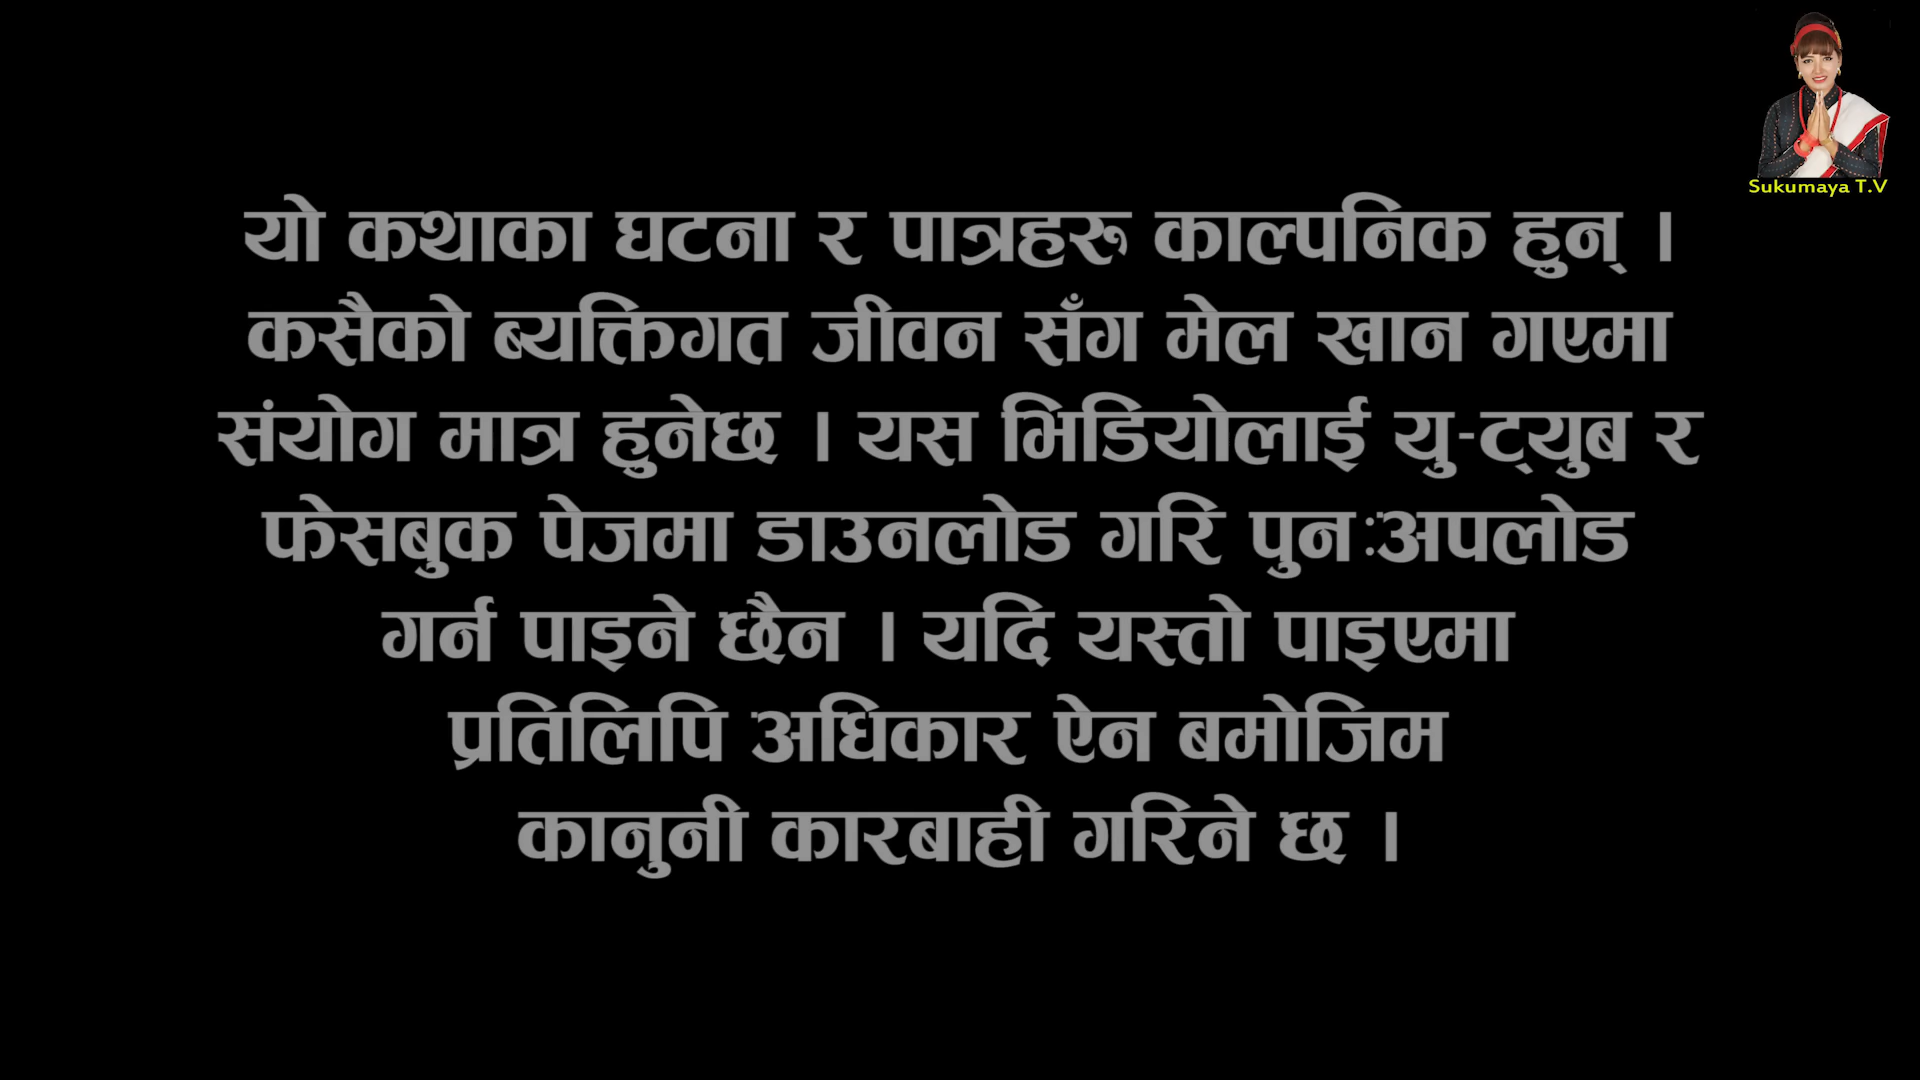 Sukumaya T.V
यो कथाका घटना र पात्रहरू काल्पनिक हुन् ।
कसैको ब्यक्तिगत जीवन सँग मेल खान गएमा
संयोग मात्र हुनेछ । यस भिडियोलाई यु-ट्युब र
फेसबुक पेजमा डाउनलोड गरि पुनःअपलोड
गर्न पाइने छैन । यदि यस्तो पाइएमा
प्रतिलिपि अधिकार ऐन बमोजिम
कानुनी कारबाही गरिने छ ।